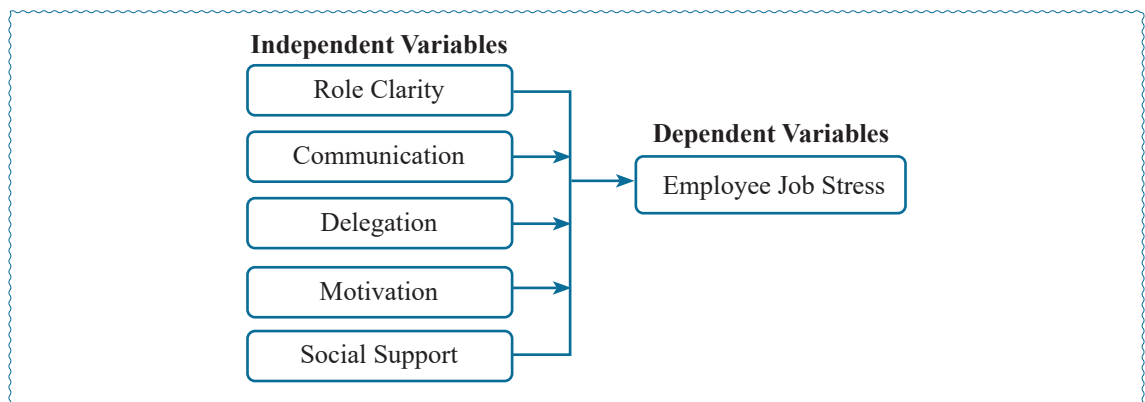 Independent Variables
Role Clarity
Communication
Delegation
Motivation
Social Support
Dependent Variables
Employee Job Stress